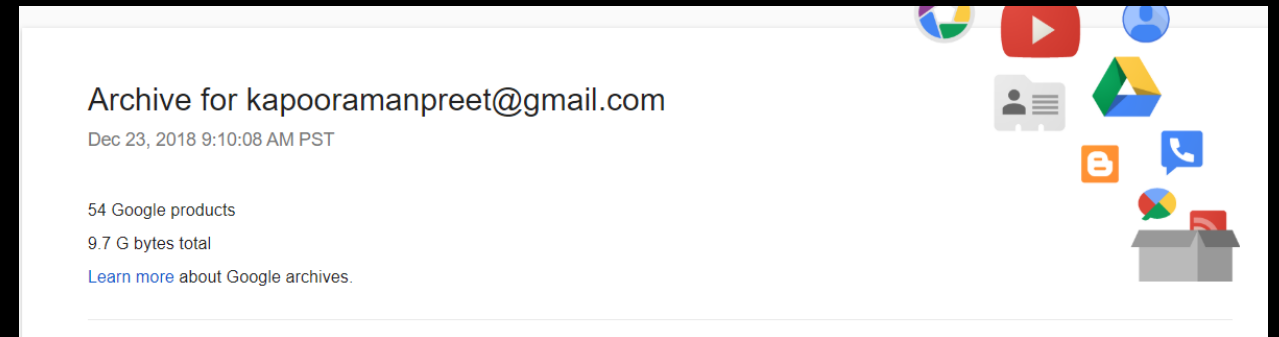 Archive for kapooramanpreet@gmail.com
Dec 23, 2018 9:10:08 AM PST
54 Google products
9.7 G bytes total
Learn more about Google archives.